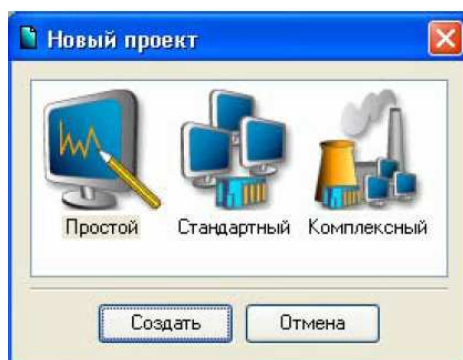 Новый проект
Простой Стандартный Комплексный
Создать Отмена